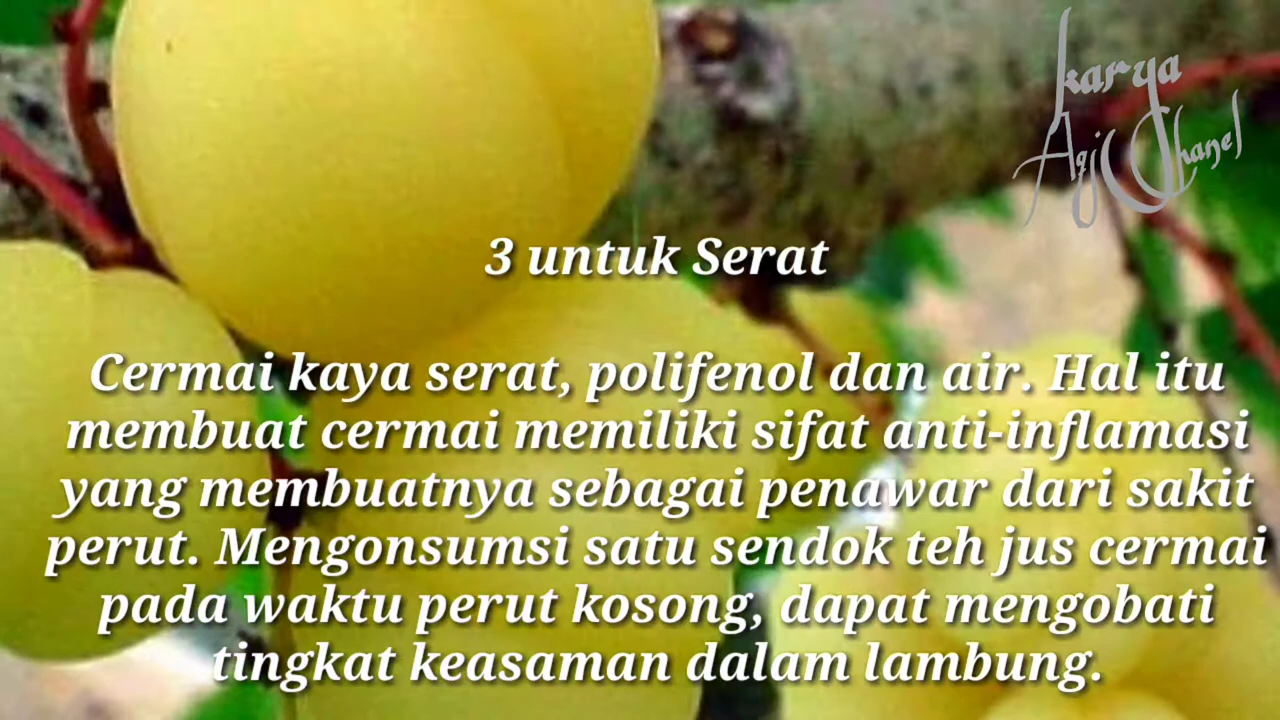 karya
Aqj Chanel
3 untuk Serat
Cermai kaya serat, polifenol dan air. Hal itu
membuat cermai memiliki sifat anti-inflamasi
yang membuatnya sebagai penawar dari sakit
perut. Mengonsumsi satu sendok teh jus cermai
pada waktu perut kosong, dapat mengobati
tingkat keasaman dalam lambung.